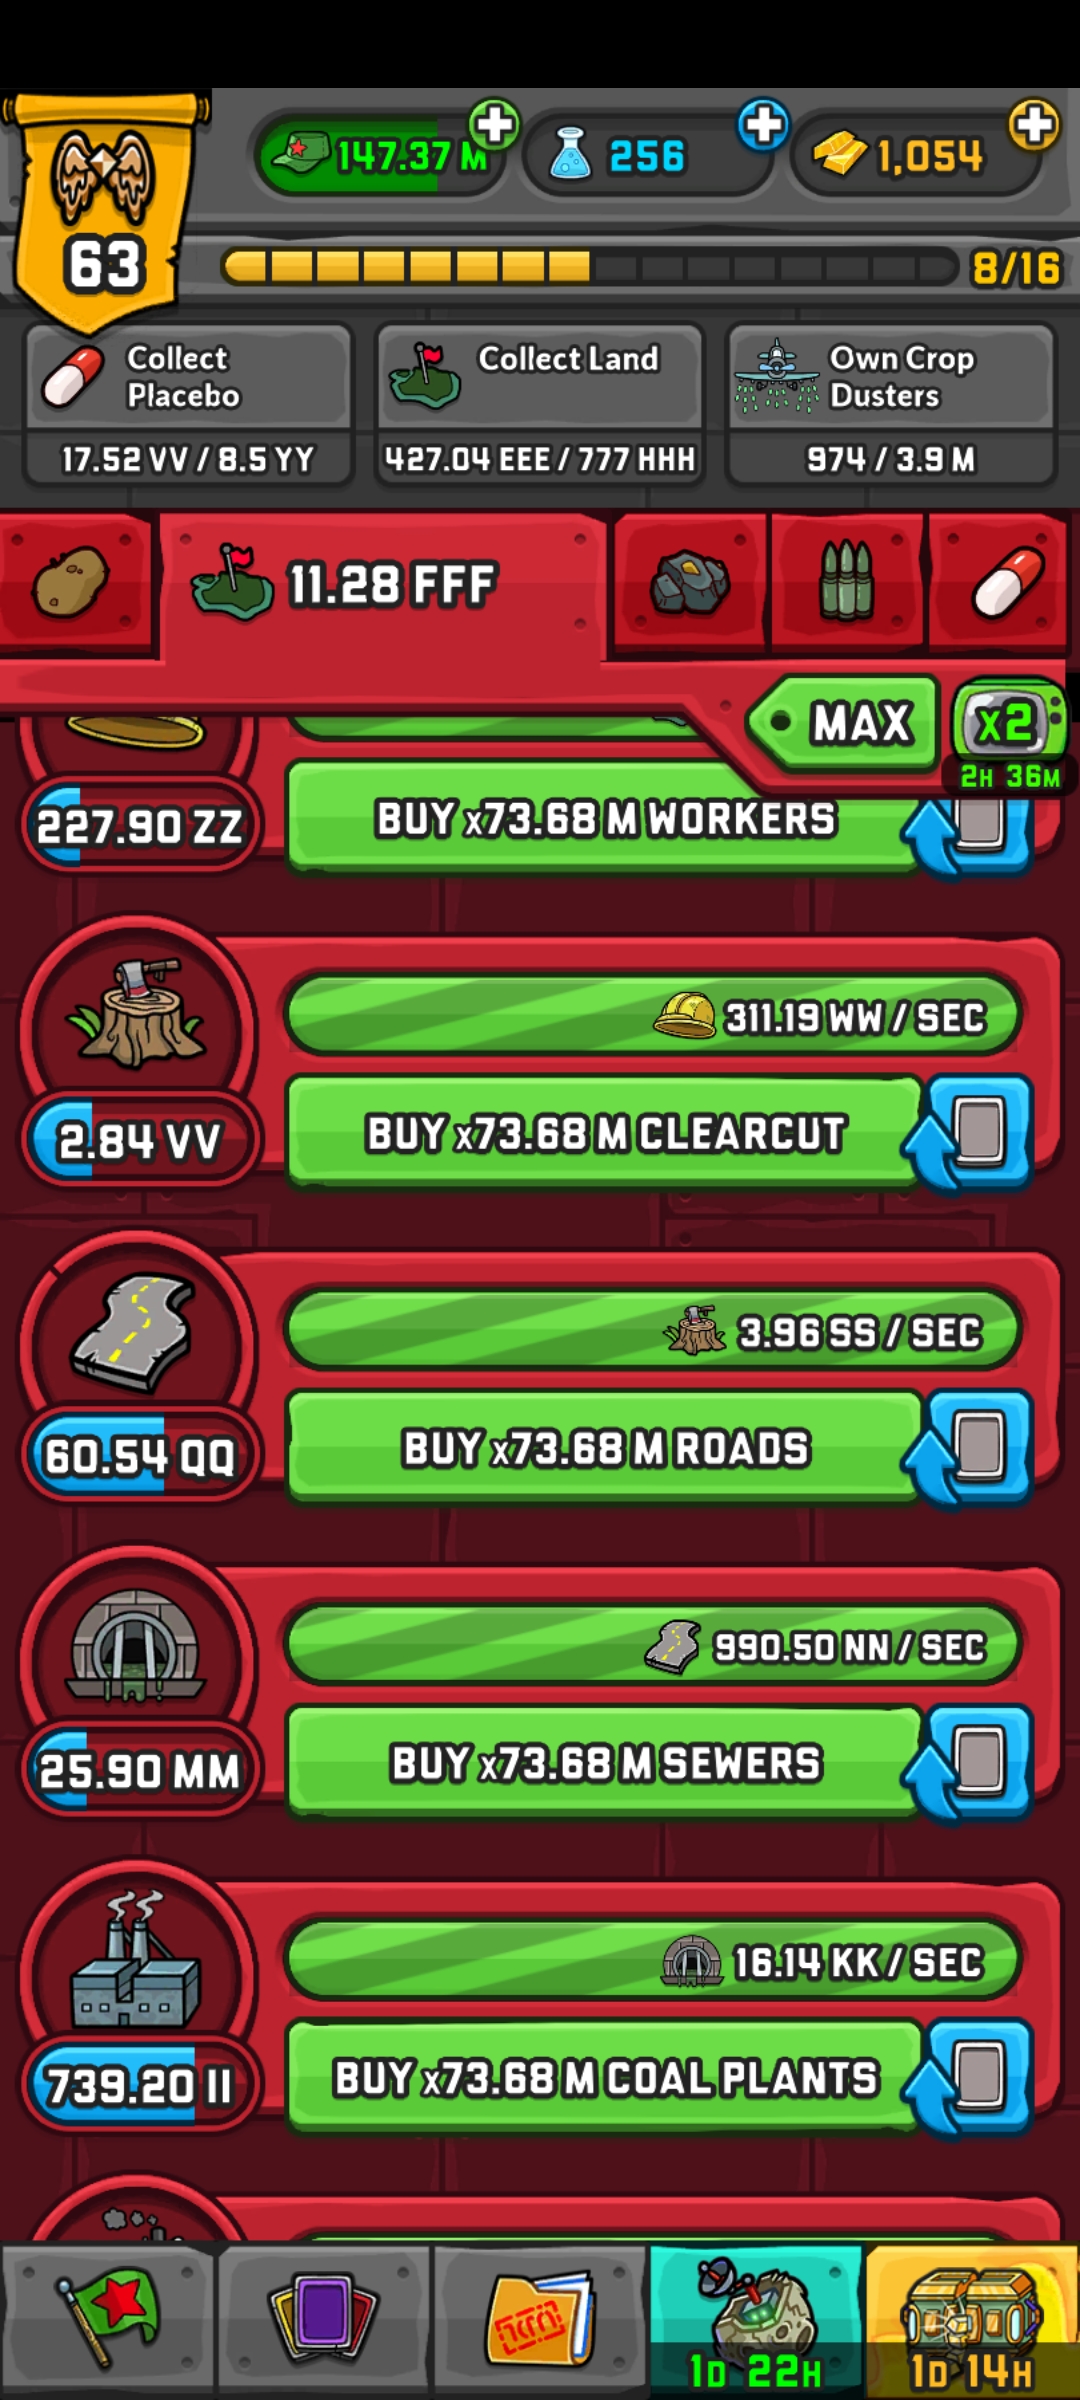 147.37 M
256
1,054
63
8/16
Collect
Placebo
17.52 VV / 8.5 YY
Collect Land
427.04 EEE / 777 HHH
Own Crop
Dusters
974 / 3.9 M
11.28 FFF
MAX
X2
2H 36M
227.90 ZZ
BUY x73.68 M WORKERS
311.19 WW / SEC
2.84 VV
BUY x73.68 M CLEARCUT
3.96 SS / SEC
60.54 QQ
BUY x73.68 M ROADS
990.50 NN / SEC
25.90 MM
BUY x73.68 M SEWERS
16.14 KK / SEC
739.20 II
BUY x73.68 M COAL PLANTS
1D 22H
1D 14H